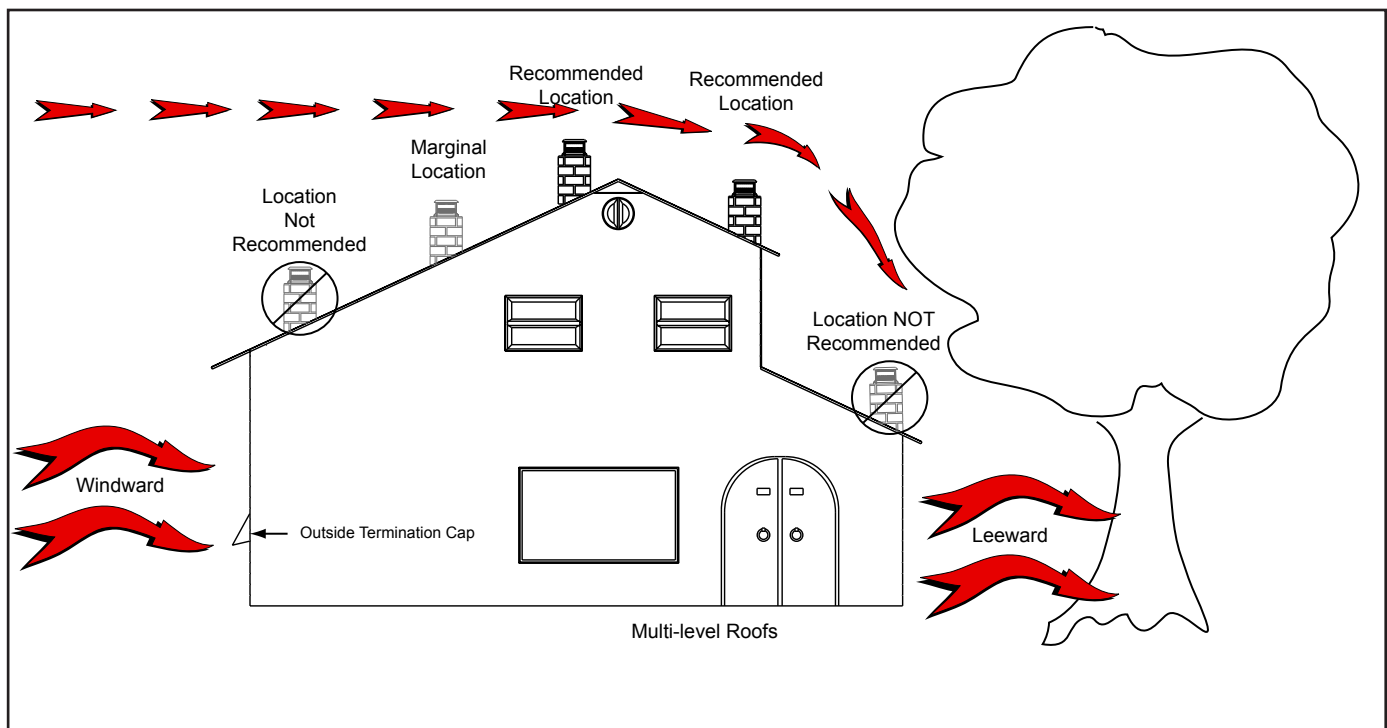 Recommended
Location
Recommended
Location
Marginal
Location
Location
Not
Recommended
Location NOT
Recommended
Windward
Outside Termination Cap
Leeward
Multi-level Roofs